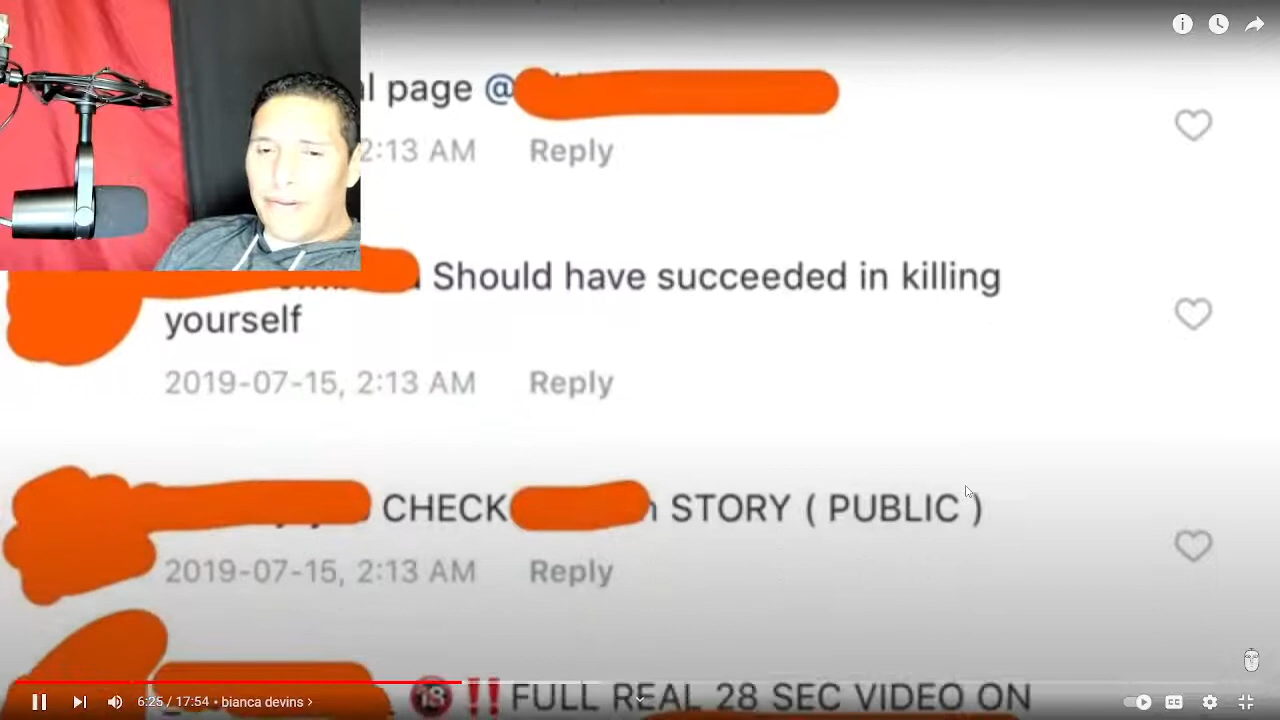 l page @
2:13 AM Reply
Should have succeeded in killing
yourself
2019-07-15, 2:13 AM Reply
CHECK STORY ( PUBLIC )
2019-07-15, 2:13 AM Reply
🔞‼️FULL REAL 28 SEC VIDEO ON
6:25 / 17:54 • bianca devins >